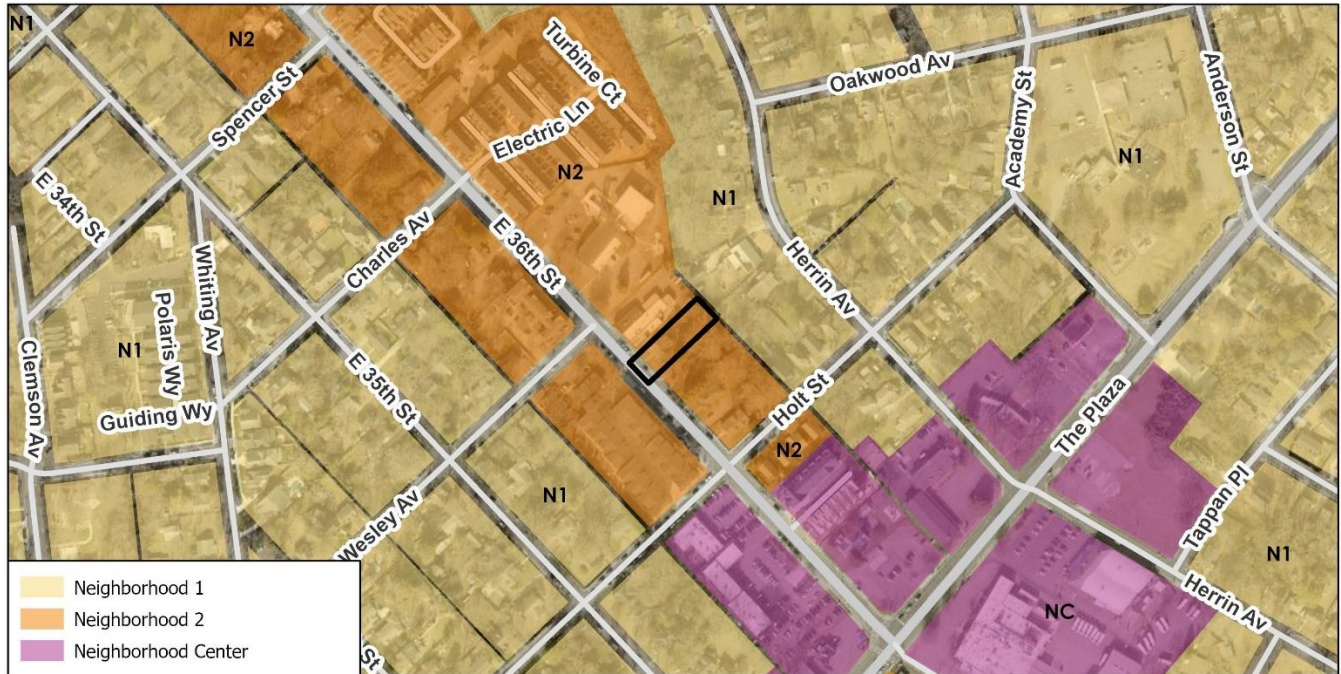 N1
N2
Turbine Ct
Oakwood Av
Academy St
Anderson St
Spencer St
Electric Ln
N2
N1
N1
E 34th St
Charles Av
E 36th St
Whiting Av
Herrin Av
Clemson Av
N1
Polaris Wy
E 35th St
Guiding Wy
Holt St
The Plaza
N2
N1
Wesley Av
Tappan Pl
N1
Herrin Av
NC
St
Neighborhood 1
Neighborhood 2
Neighborhood Center